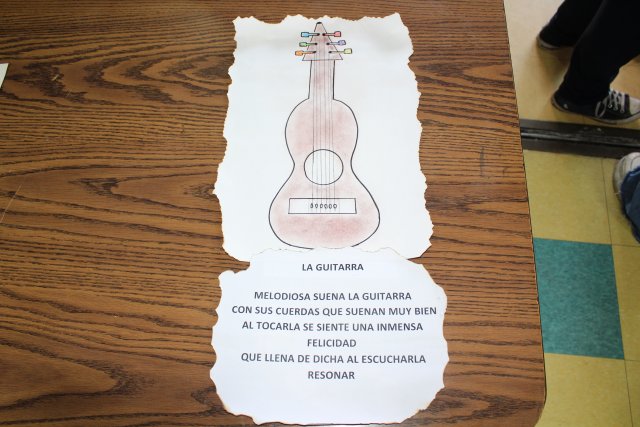 LA GUITARRA
MELODIOSA SUENA LA GUITARRA
CON SUS CUERDAS QUE SUENAN MUY BIEN
AL TOCARLA SE SIENTE UNA INMENSA
FELICIDAD
QUE LLENA DE DICHA AL ESCUCHARLA
RESONAR